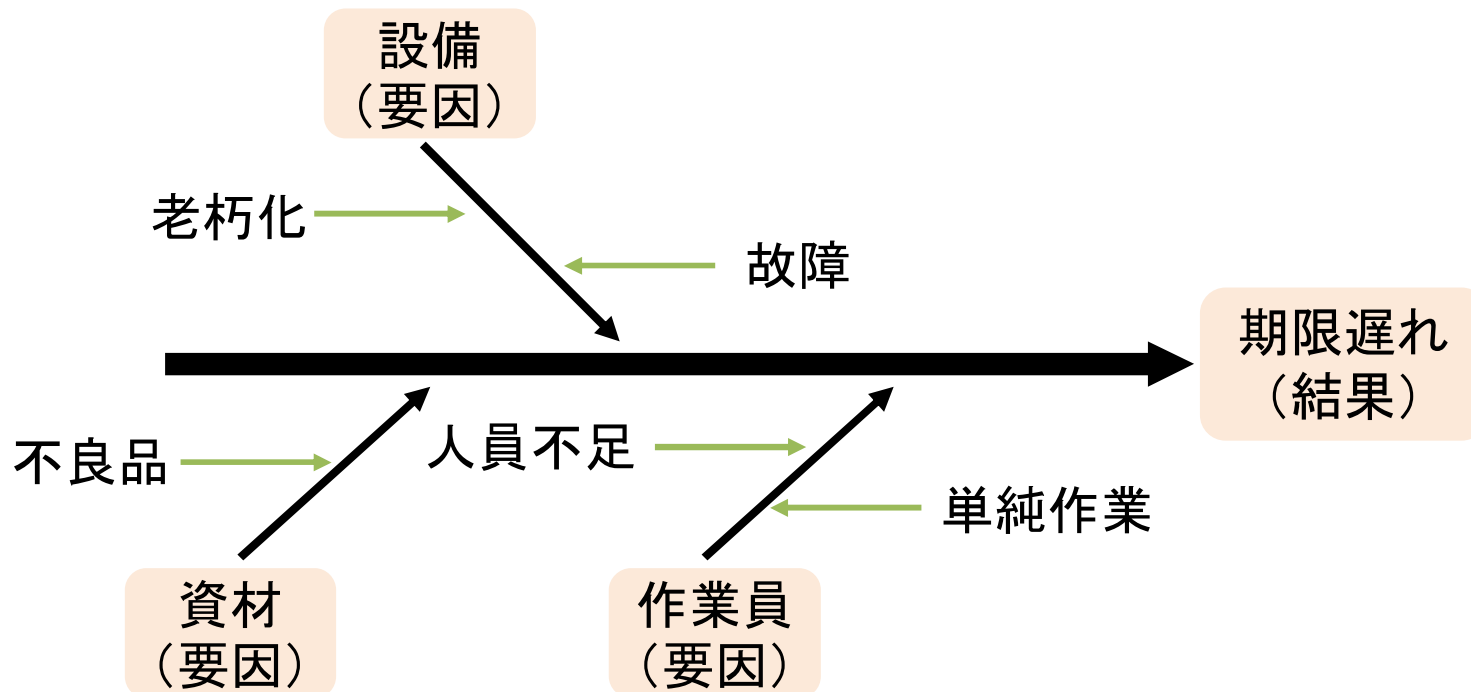 設備
（要因）
老朽化
故障
期限遅れ
（結果）
不良品
人員不足
単純作業
資材
（要因）
作業員
（要因）